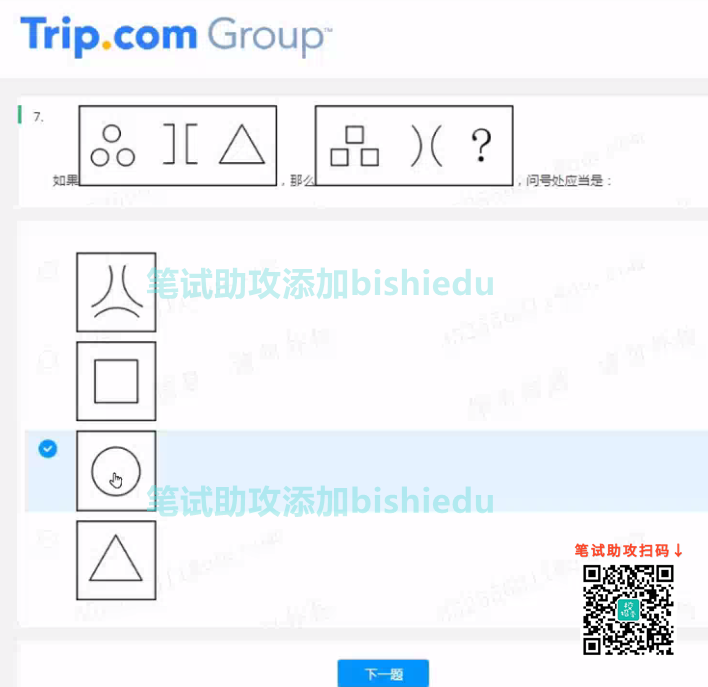 Trip.com Group™
7.
如果 ，那么 ? ，问号处应当是：
笔试助攻添加bishiedu
笔试助攻添加bishiedu
笔试助攻扫码↓
下一题